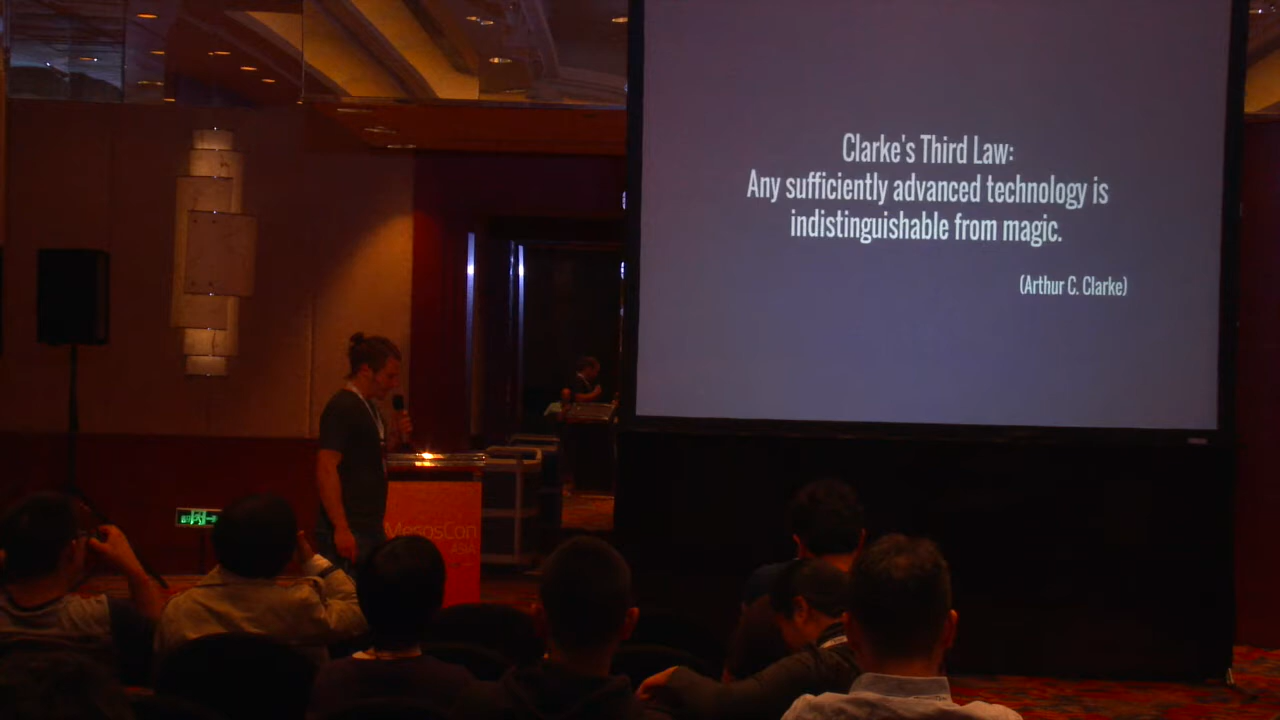 Clarke's Third Law:
Any sufficiently advanced technology is
indistinguishable from magic.
(Arthur C. Clarke)
MesosCon
ASIA